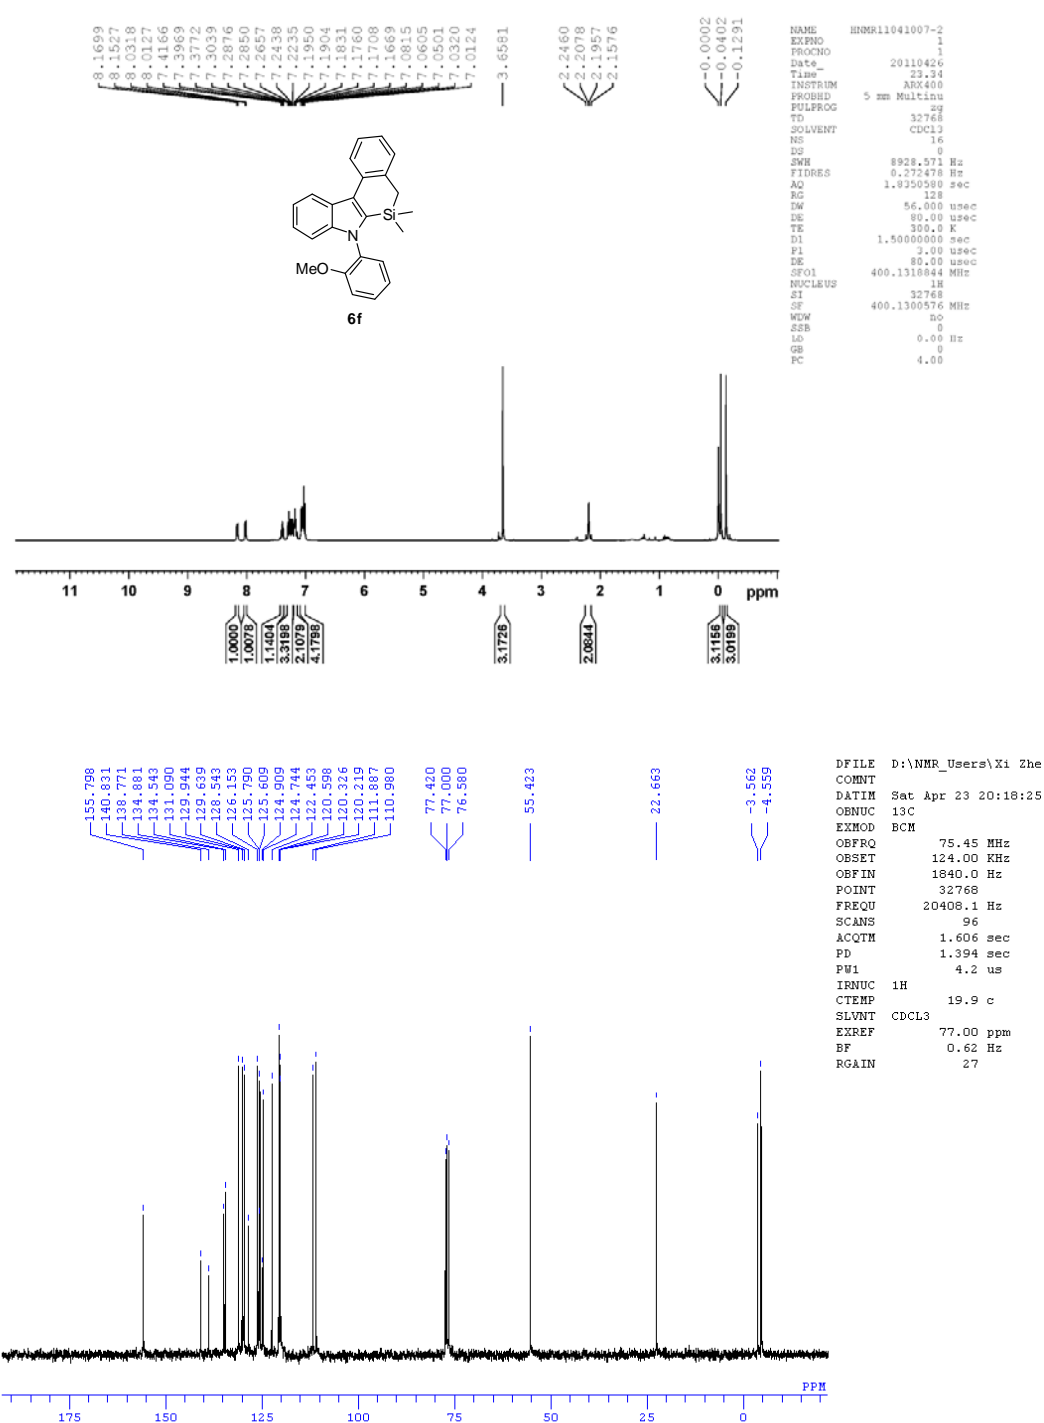 8.1699
8.1527
8.0318
8.0127
7.4166
7.3969
7.3772
7.3039
7.2876
7.2850
7.2657
7.2438
7.2235
7.1950
7.1904
7.1831
7.1760
7.1708
7.1669
7.0815
7.0605
7.0501
7.0320
7.0124
3.6581
2.2460
2.2078
2.1957
2.1576
-0.0002
-0.0402
-0.1291
NAME HNMR11041007-2
EXPNO 1
PROCNO 1
Date_ 20110426
Time 23.34
INSTRUM ARX400
PROBHD 5 mm Multinu
PULPROG zg
TD 32768
SOLVENT CDCl3
NS 16
DS 0
SWH 8928.571 Hz
FIDRES 0.272478 Hz
AQ 1.8350580 sec
RG 128
DW 56.000 usec
DE 80.00 usec
TE 300.0 K
D1 1.50000000 sec
P1 3.00 usec
DE 80.00 usec
SFO1 400.1318844 MHz
NUCLEUS 1H
SI 32768
SF 400.1300576 MHz
WDW no
SSB 0
LB 0.00 Hz
GB 0
PC 4.00
Si
N
MeO
6f
11 10 9 8 7 6 5 4 3 2 1 0 ppm
1.0000
1.0078
1.1404
3.3198
2.1079
4.1798
3.1726
2.0844
3.1156
3.0199
155.798
140.831
138.771
134.881
134.543
131.090
129.944
129.639
128.543
126.153
125.790
125.609
124.909
124.744
122.453
120.598
120.326
120.219
111.887
110.980
77.420
77.000
76.580
55.423
22.663
-3.562
-4.559
DFILE D:\NMR_Users\Xi Zhe
COMNT
DATIM Sat Apr 23 20:18:25
OBNUC 13C
EXMOD BCM
OBFRQ 75.45 MHz
OBSET 124.00 KHz
OBFIN 1840.0 Hz
POINT 32768
FREQU 20408.1 Hz
SCANS 96
ACQTM 1.606 sec
PD 1.394 sec
PW1 4.2 us
IRNUC 1H
CTEMP 19.9 c
SLVNT CDCL3
EXREF 77.00 ppm
BF 0.62 Hz
RGAIN 27
PPM
175 150 125 100 75 50 25 0